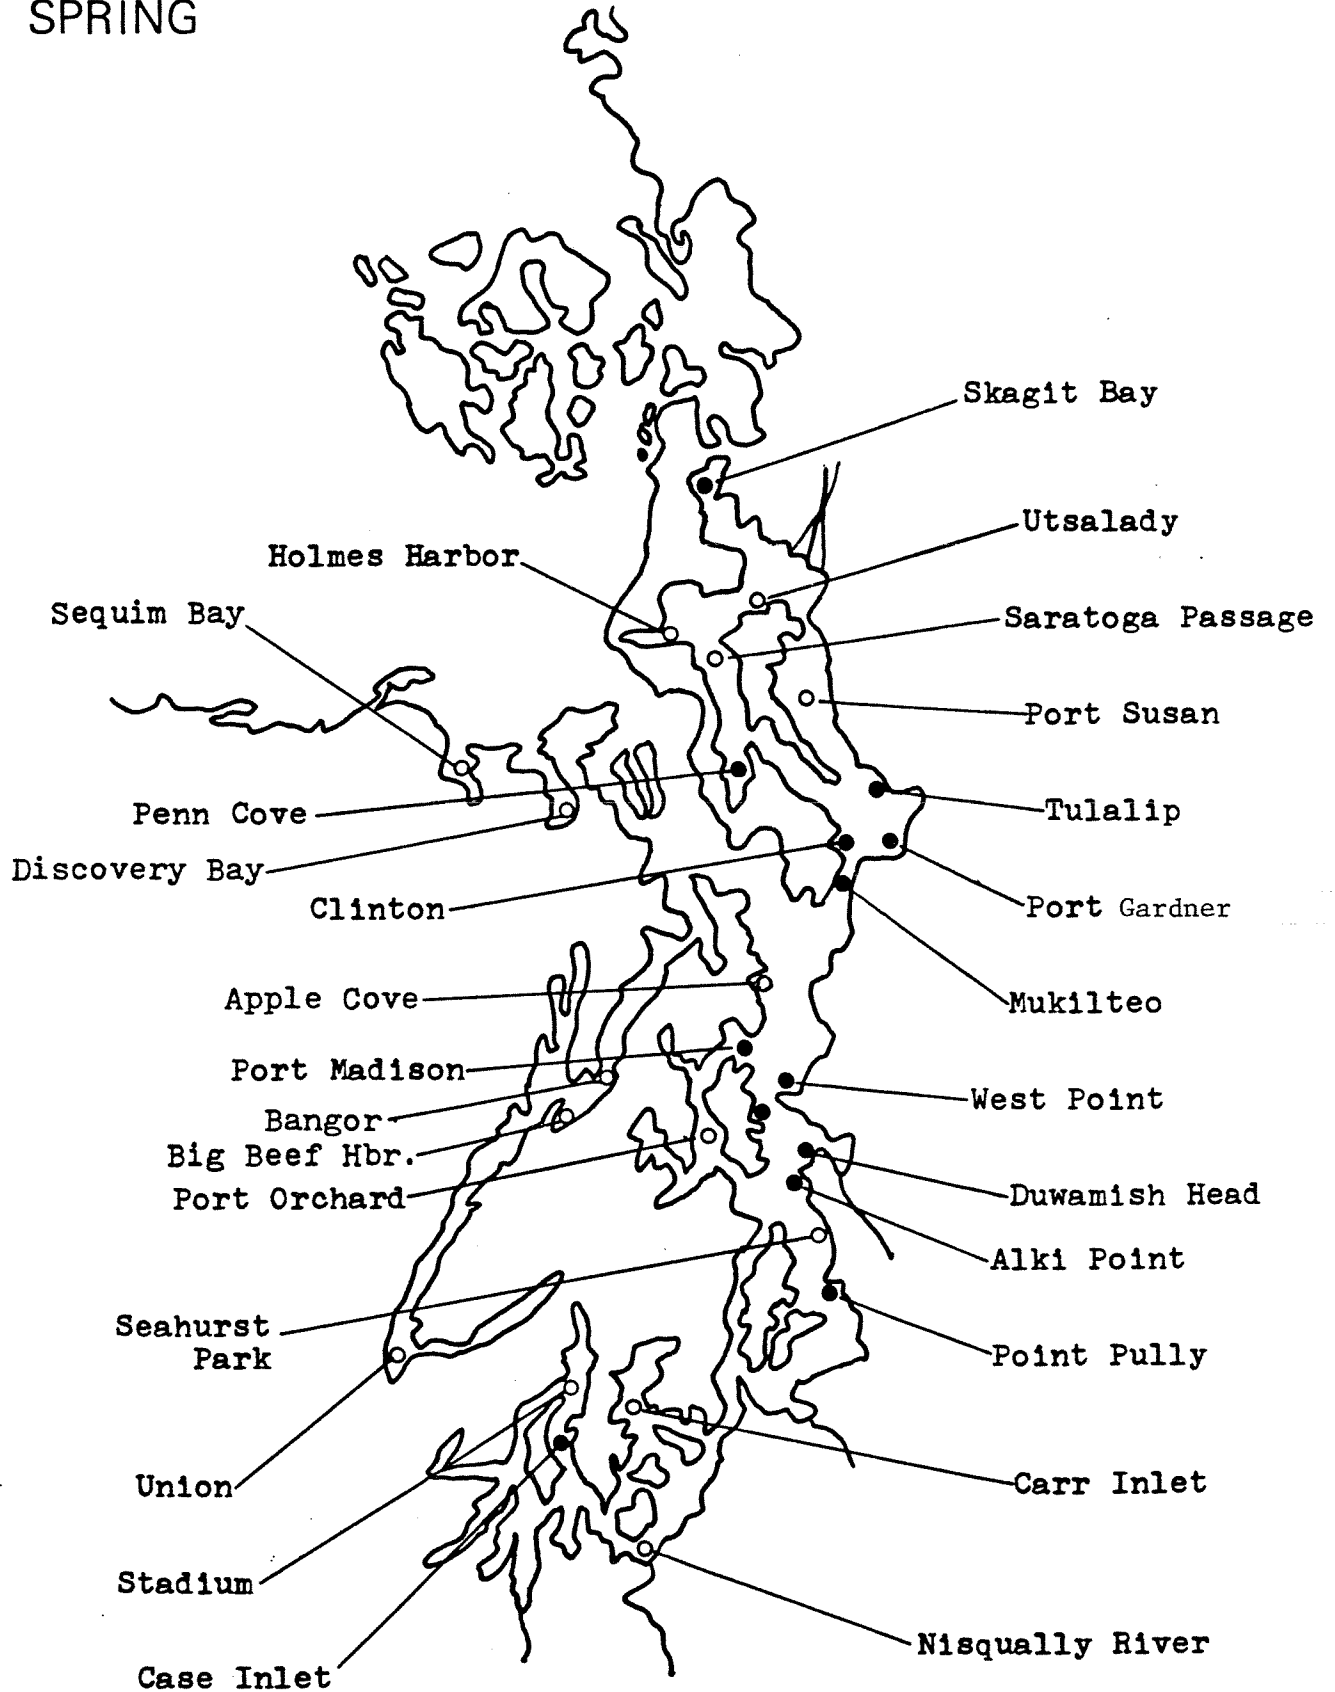 SPRING
Skagit Bay
Utsalady
Holmes Harbor
Sequim Bay
Saratoga Passage
Port Susan
Penn Cove
Tulalip
Discovery Bay
Clinton
Port Gardner
Apple Cove
Mukilteo
Port Madison
West Point
Bangor
Big Beef Hbr.
Port Orchard
Duwamish Head
Alki Point
Seahurst
Park
Point Pully
Union
Carr Inlet
Stadium
Nisqually River
Case Inlet